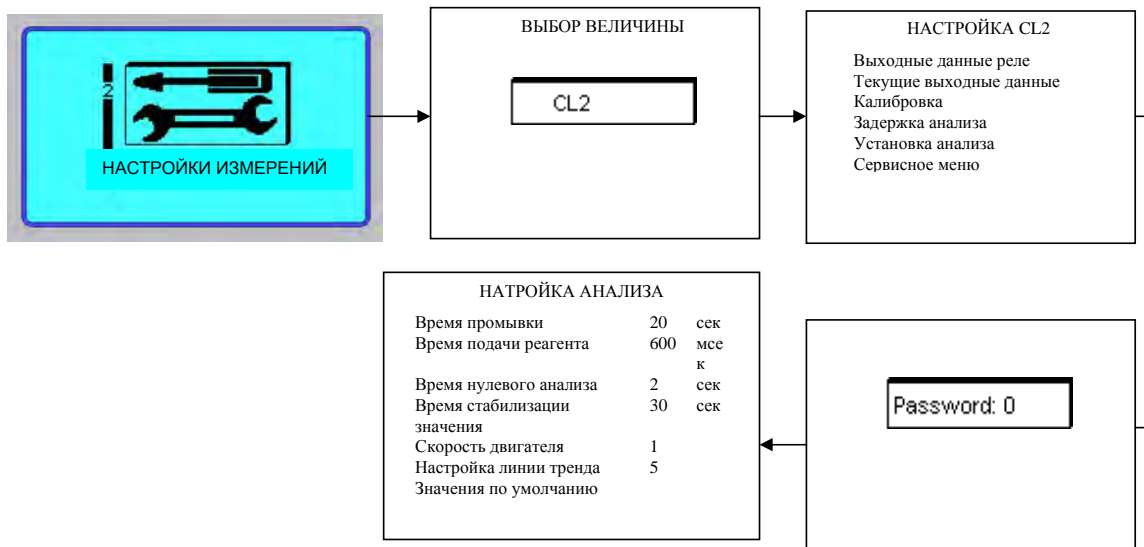 2
НАСТРОЙКИ ИЗМЕРЕНИЙ
ВЫБОР ВЕЛИЧИНЫ
CL2
НАСТРОЙКА CL2
Выходные данные реле
Текущие выходные данные
Калибровка
Задержка анализа
Установка анализа
Сервисное меню
НАТРОЙКА АНАЛИЗА
Время промывки 20 сек
Время подачи реагента 600 мсе
к
Время нулевого анализа 2 сек
Время стабилизации 30 сек
значения
Скорость двигателя 1
Настройка линии тренда 5
Значения по умолчанию
Password: 0